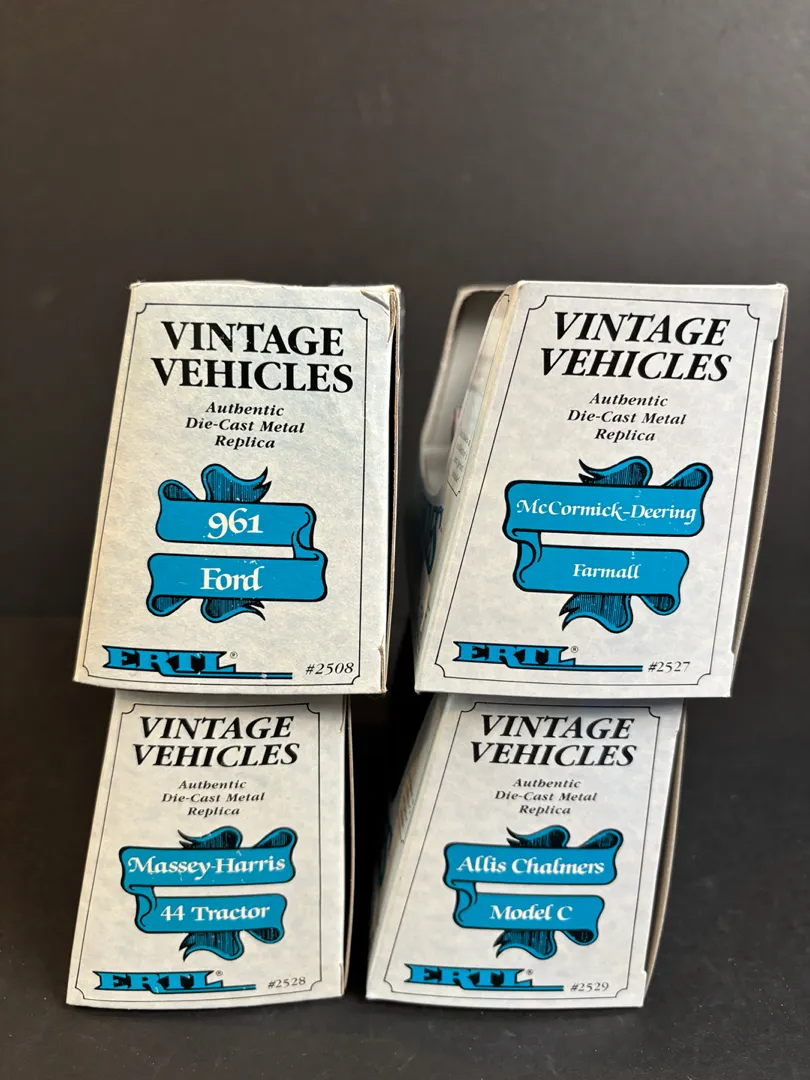 VINTAGE
VEHICLES
Authentic
Die-Cast Metal
Replica
961
Ford
ERTL®
#2508
VINTAGE
VEHICLES
Authentic
Die-Cast Metal
Replica
McCormick-Deering
Farmall
ERTL®
#2527
VINTAGE
VEHICLES
Authentic
Die-Cast Metal
Replica
Massey-Harris
44 Tractor
ERTL®
#2528
VINTAGE
VEHICLES
Authentic
Die-Cast Metal
Replica
Allis Chalmers
Model C
ERTL®
#2529